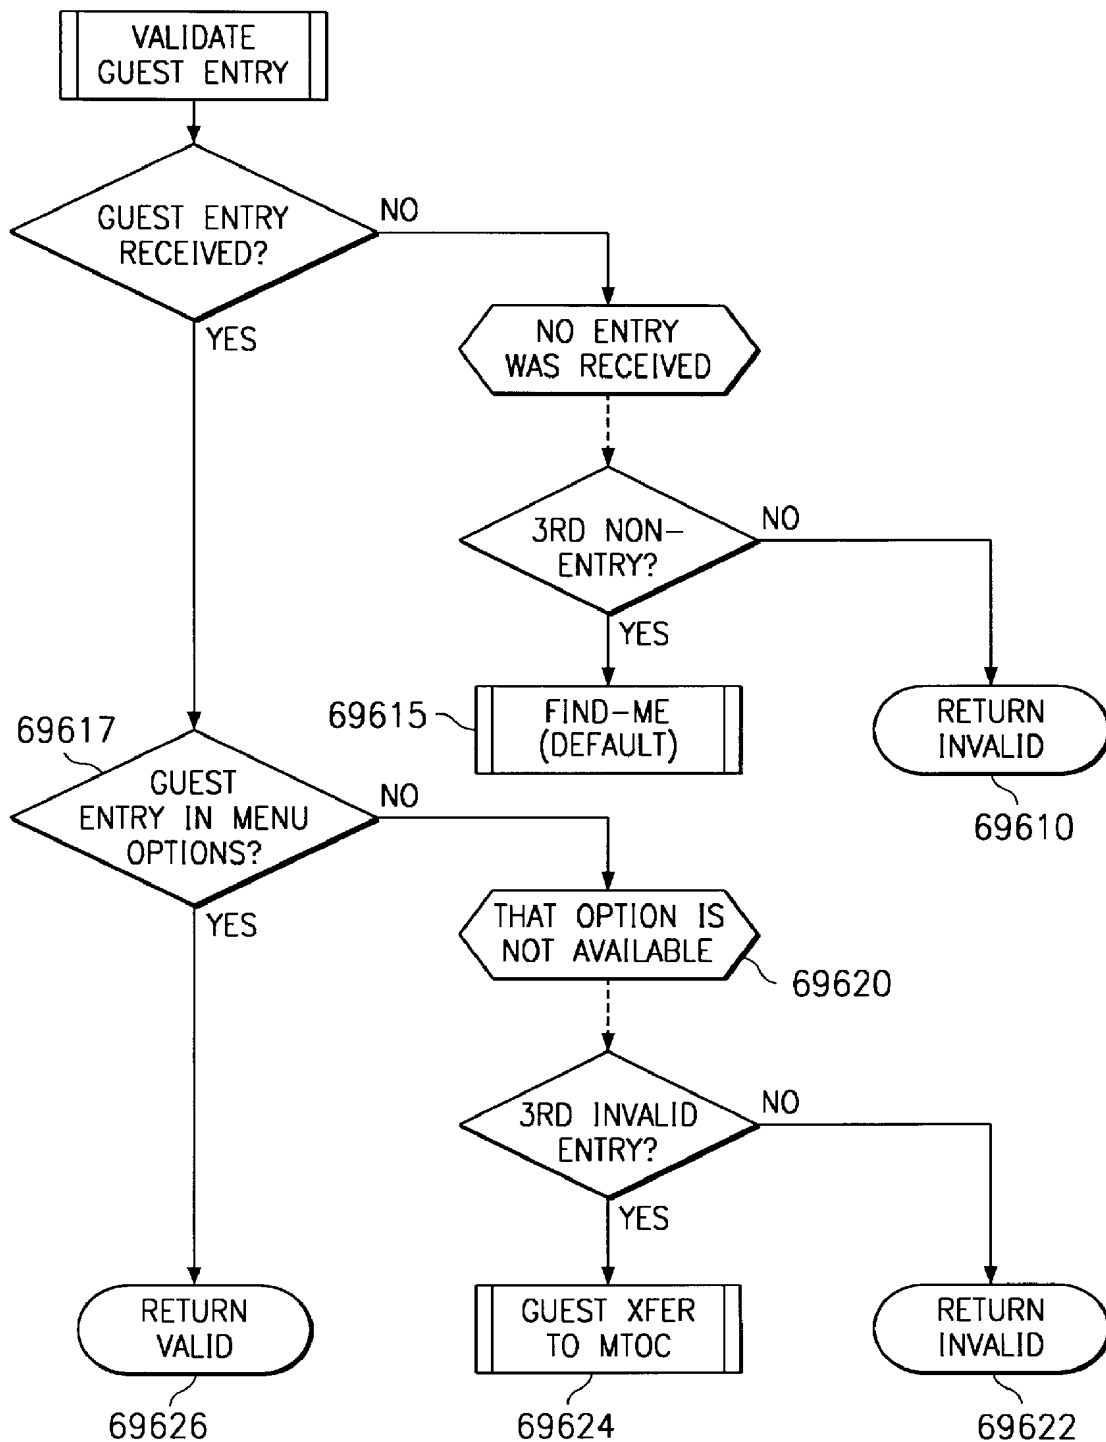 VALIDATE
GUEST ENTRY
GUEST ENTRY
RECEIVED?
NO
YES
NO ENTRY
WAS RECEIVED
3RD NON-
ENTRY?
NO
YES
69615
FIND-ME
(DEFAULT)
RETURN
INVALID
69610
69617
GUEST
ENTRY IN MENU
OPTIONS?
NO
YES
THAT OPTION IS
NOT AVAILABLE
69620
3RD INVALID
ENTRY?
NO
YES
RETURN
VALID
69626
GUEST XFER
TO MTOC
69624
RETURN
INVALID
69622